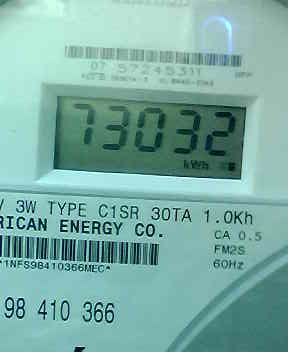 07 57245311
73032
kWh
V 3W TYPE C1SR 30TA 1.0Kh
RICAN ENERGY CO.
CA 0.5
FM2S
*1NFS98410366MEC*
60Hz
98 410 366